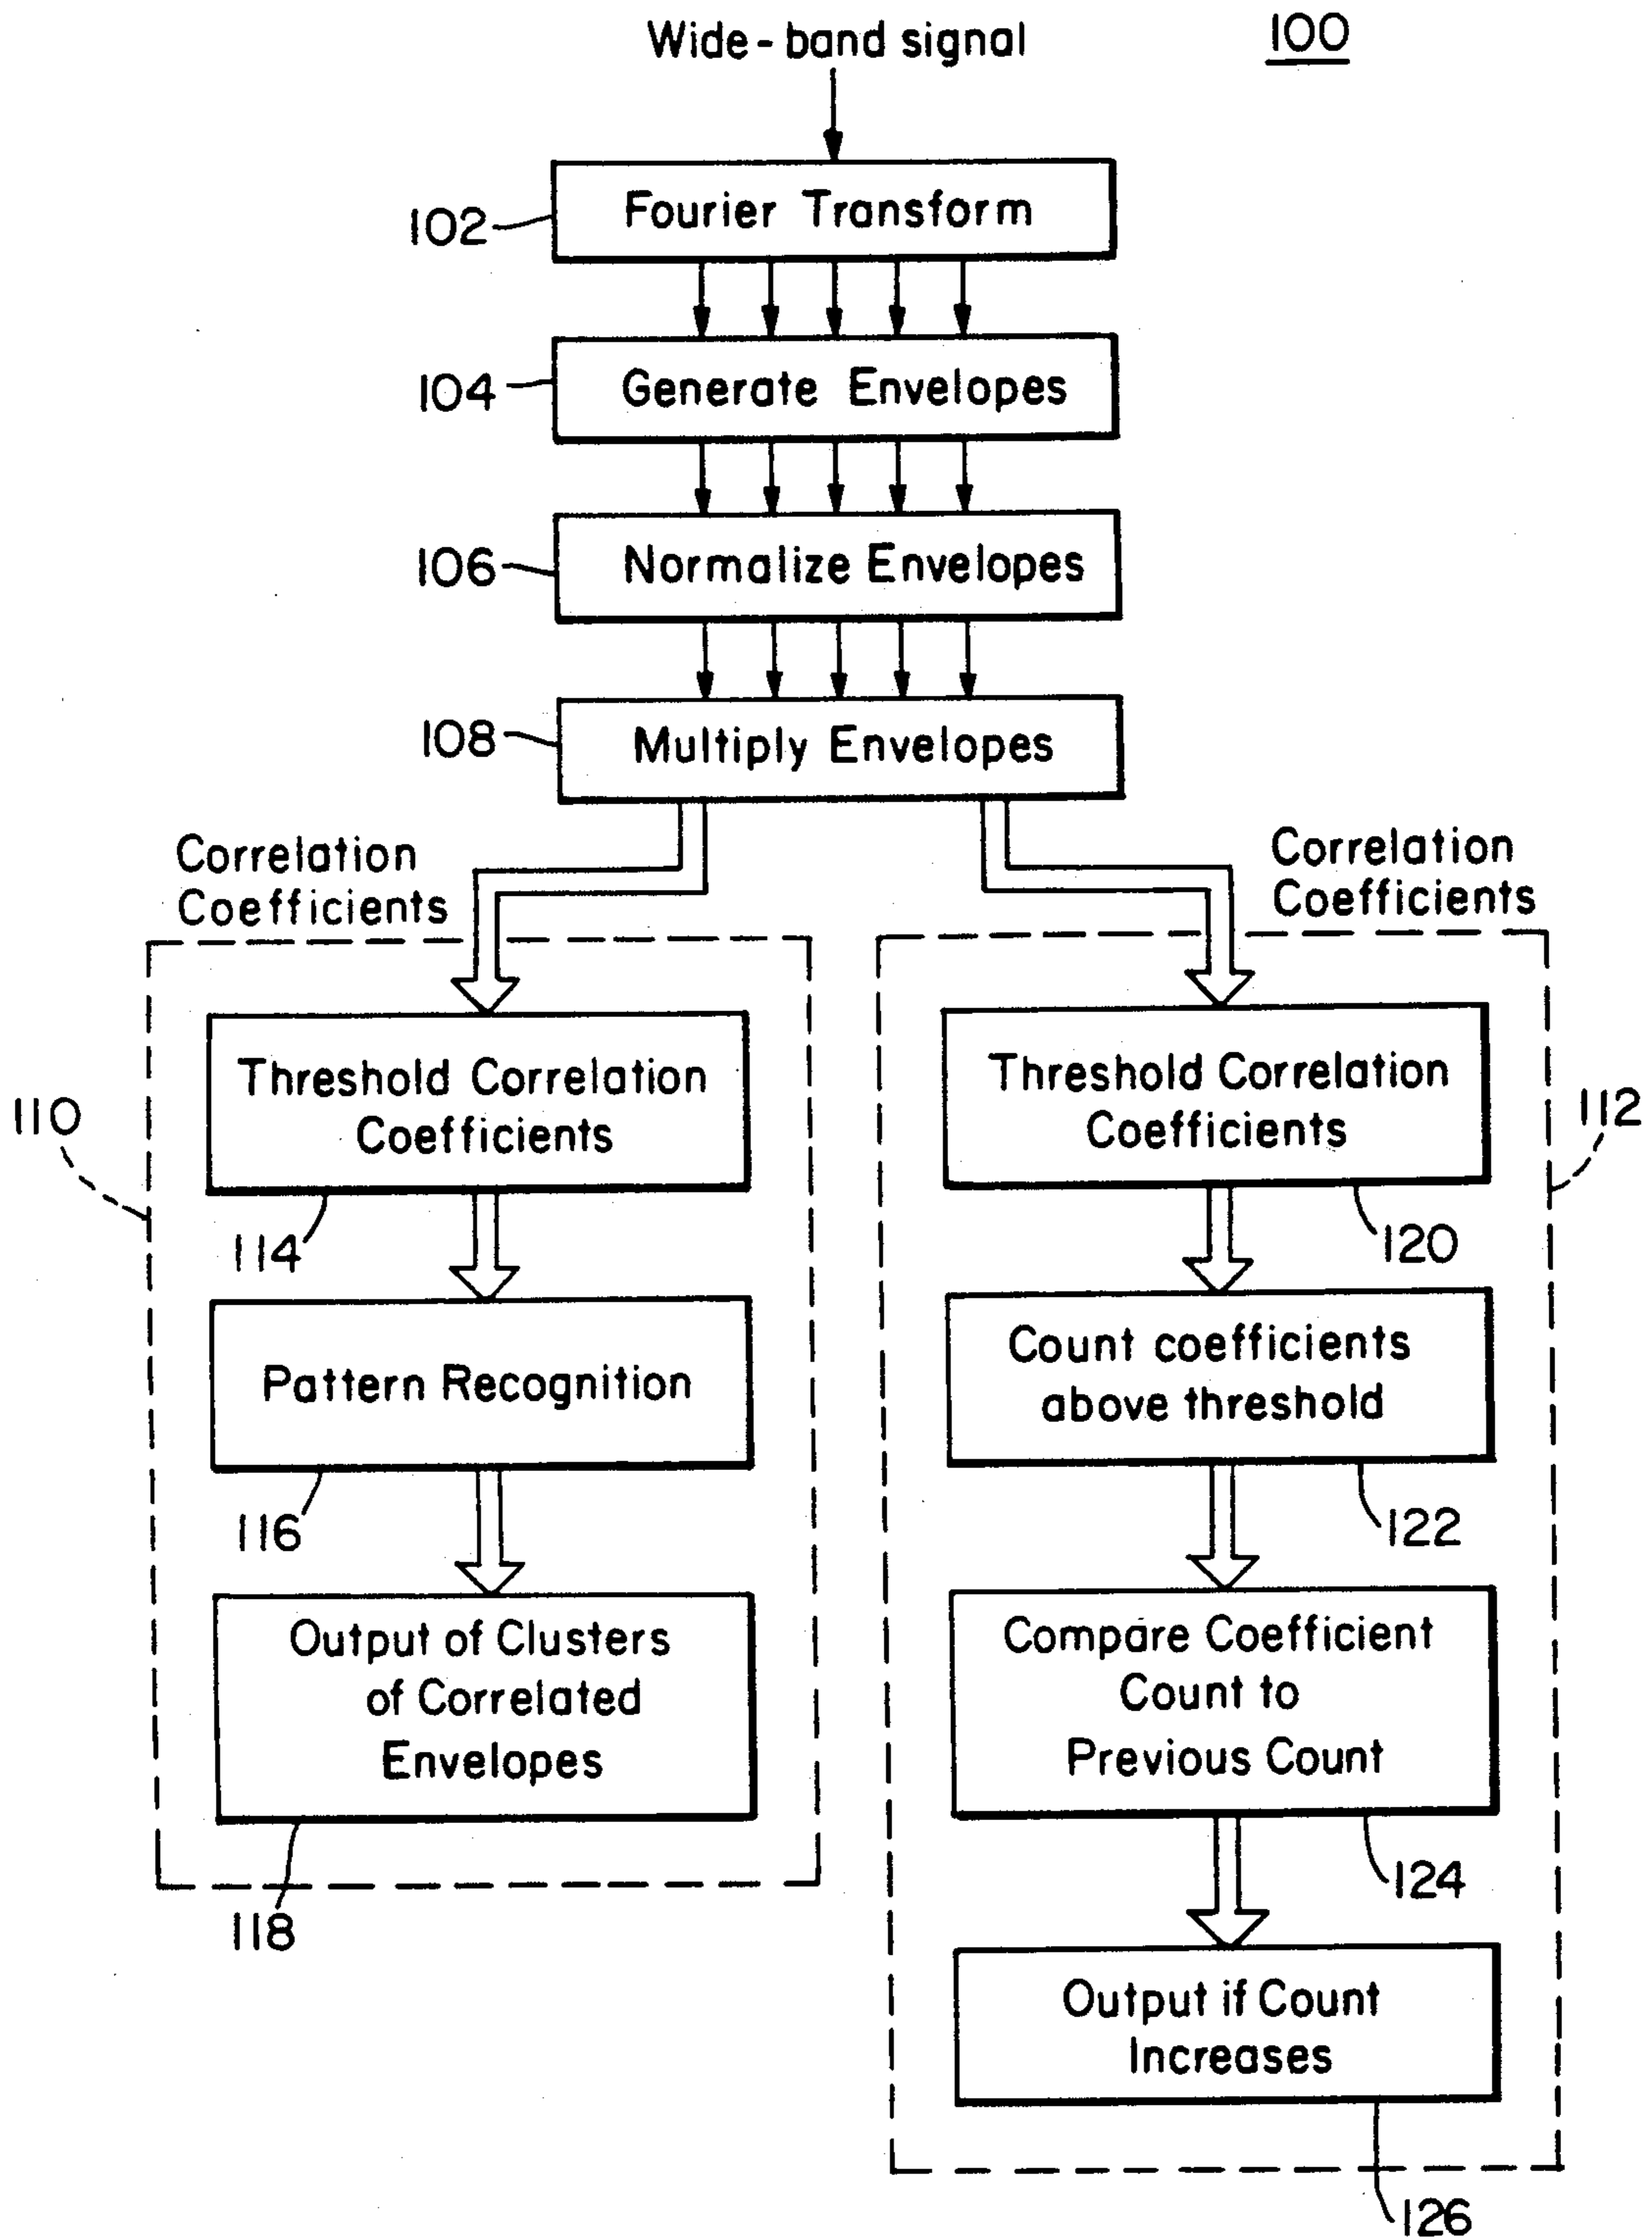 Wide-band signal
100
Fourier Transform
102
Generate Envelopes
104
Normalize Envelopes
106
Multiply Envelopes
108
Correlation
Coefficients
Correlation
Coefficients
110
Threshold Correlation
Coefficients
114
Pattern Recognition
116
Output of Clusters
of Correlated
Envelopes
118
112
Threshold Correlation
Coefficients
120
Count coefficients
above threshold
122
Compare Coefficient
Count to
Previous Count
124
Output if Count
Increases
126